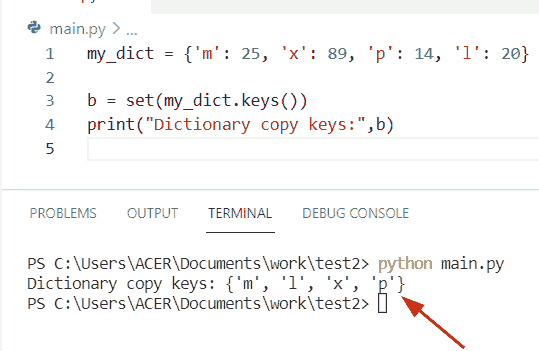 main.py > ...
1 my_dict = {'m': 25, 'x': 89, 'p': 14, 'l': 20}
2
3 b = set(my_dict.keys())
4 print("Dictionary copy keys:",b)
5
PROBLEMS OUTPUT TERMINAL DEBUG CONSOLE
PS C:\Users\ACER\Documents\work\test2> python main.py
Dictionary copy keys: {'m', 'l', 'x', 'p'}
PS C:\Users\ACER\Documents\work\test2>